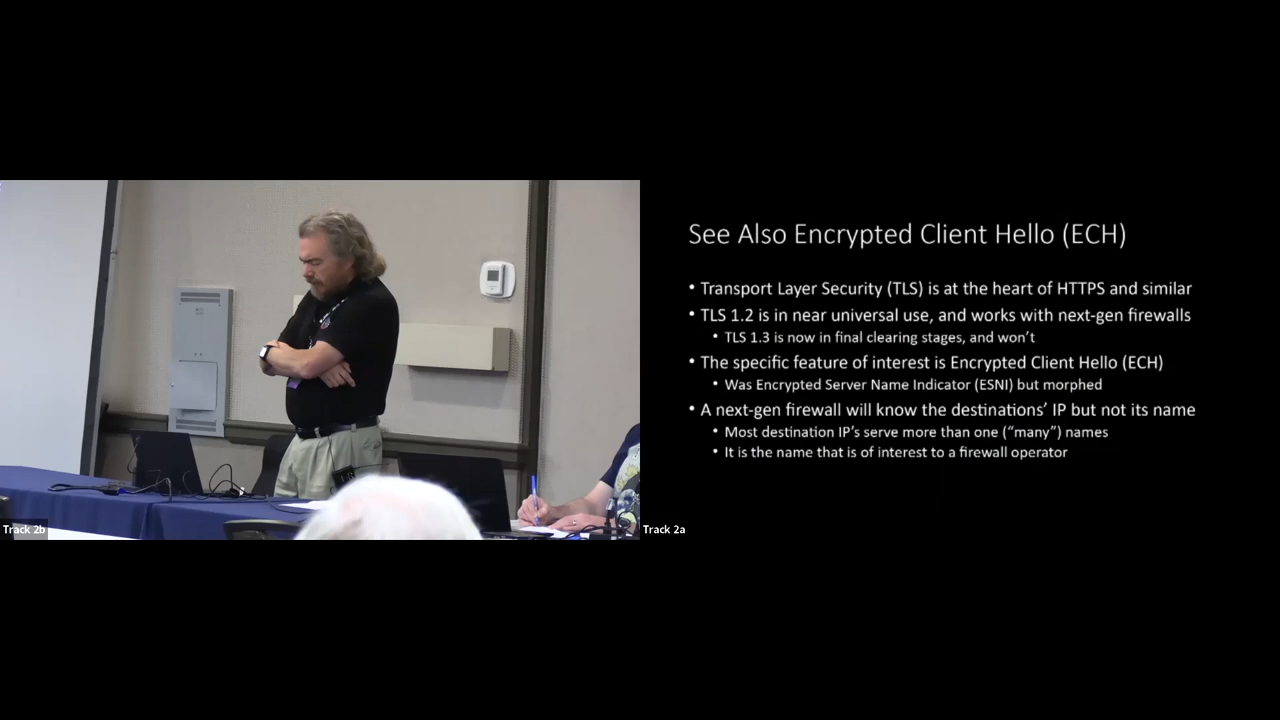 See Also Encrypted Client Hello (ECH)
• Transport Layer Security (TLS) is at the heart of HTTPS and similar
• TLS 1.2 is in near universal use, and works with next-gen firewalls
• TLS 1.3 is now in final clearing stages, and won't
• The specific feature of interest is Encrypted Client Hello (ECH)
• Was Encrypted Server Name Indicator (ESNI) but morphed
• A next-gen firewall will know the destinations' IP but not its name
• Most destination IP's serve more than one ("many") names
• It is the name that is of interest to a firewall operator
Track 2b
Track 2a